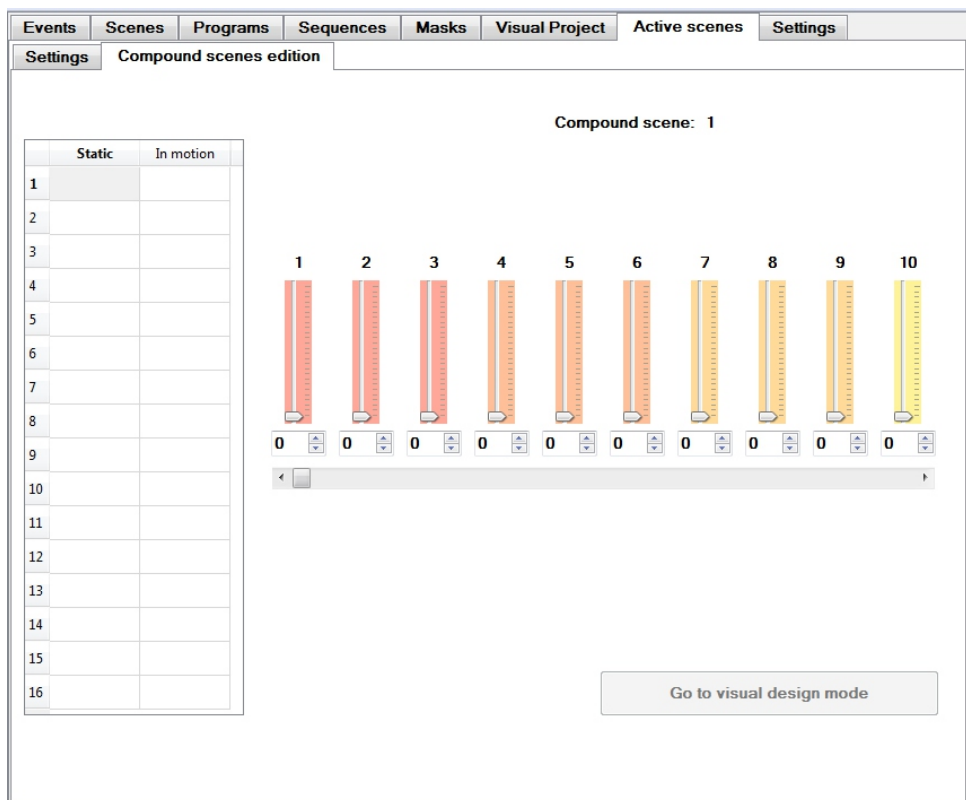 Events Scenes Programs Sequences Masks Visual Project Active scenes Settings
Settings Compound scenes edition
Compound scene: 1
Static In motion
1
2
3
4
5
6
7
8
9
10
11
12
13
14
15
16
1 2 3 4 5 6 7 8 9 10
0 0 0 0 0 0 0 0 0 0
Go to visual design mode